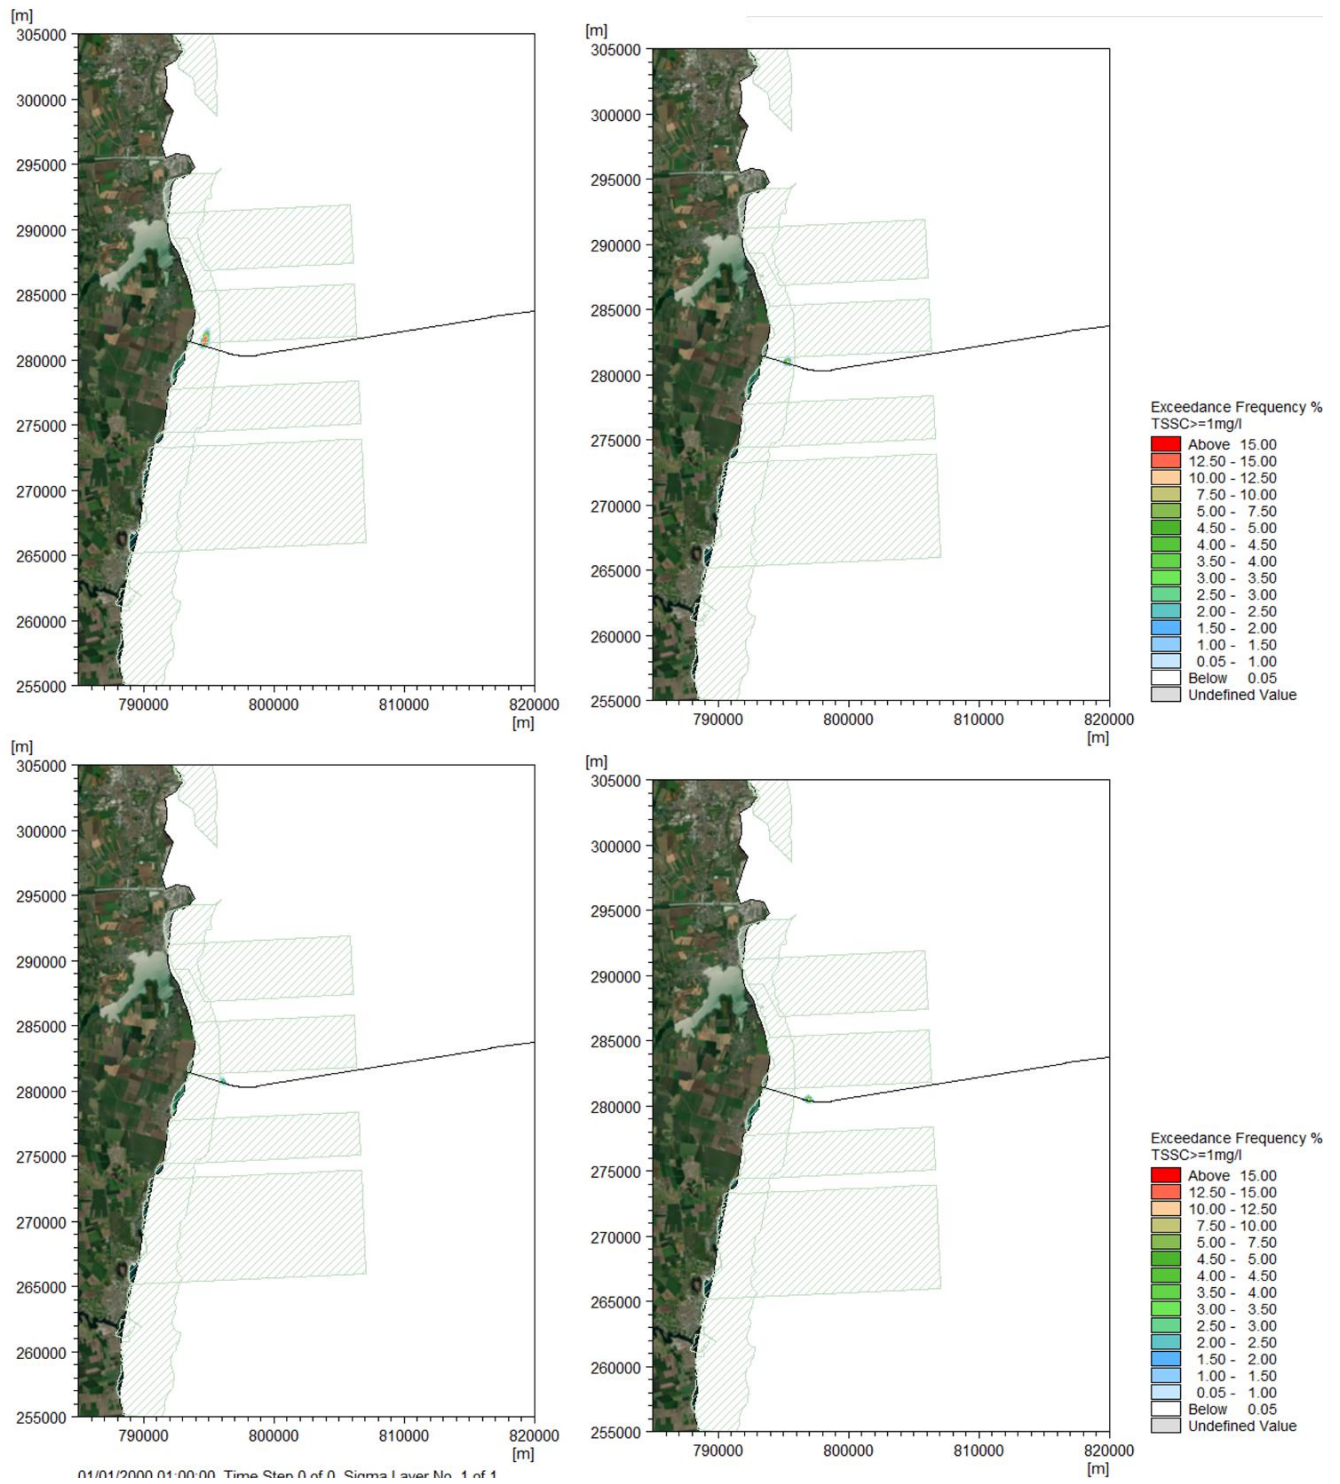 [m]
305000
300000
295000
290000
285000
280000
275000
270000
265000
260000
255000
790000 800000 810000 820000
[m]
[m]
305000
300000
295000
290000
285000
280000
275000
270000
265000
260000
255000
790000 800000 810000 820000
[m]
Exceedance Frequency %
TSSC>=1mg/l
Above 15.00
12.50 - 15.00
10.00 - 12.50
7.50 - 10.00
5.00 - 7.50
4.50 - 5.00
4.00 - 4.50
3.50 - 4.00
3.00 - 3.50
2.50 - 3.00
2.00 - 2.50
1.50 - 2.00
1.00 - 1.50
0.05 - 1.00
Below 0.05
Undefined Value
[m]
305000
300000
295000
290000
285000
280000
275000
270000
265000
260000
255000
790000 800000 810000 820000
[m]
01/01/2000 01:00:00, Time Step 0 of 0, Sigma Layer No. 1 of 1
[m]
305000
300000
295000
290000
285000
280000
275000
270000
265000
260000
255000
790000 800000 810000 820000
[m]
Exceedance Frequency %
TSSC>=1mg/l
Above 15.00
12.50 - 15.00
10.00 - 12.50
7.50 - 10.00
5.00 - 7.50
4.50 - 5.00
4.00 - 4.50
3.50 - 4.00
3.00 - 3.50
2.50 - 3.00
2.00 - 2.50
1.50 - 2.00
1.00 - 1.50
0.05 - 1.00
Below 0.05
Undefined Value